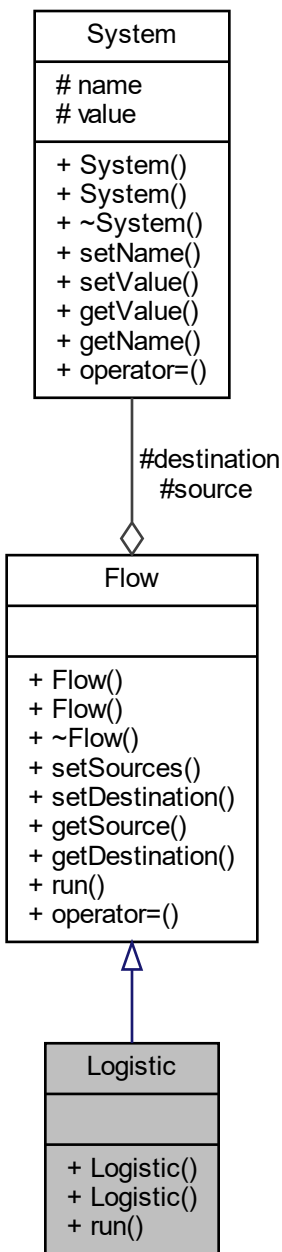 System
# name
# value
+ System()
+ System()
+ ~System()
+ setName()
+ setValue()
+ getValue()
+ getName()
+ operator=()
#destination
#source
Flow
+ Flow()
+ Flow()
+ ~Flow()
+ setSources()
+ setDestination()
+ getSource()
+ getDestination()
+ run()
+ operator=()
Logistic
+ Logistic()
+ Logistic()
+ run()